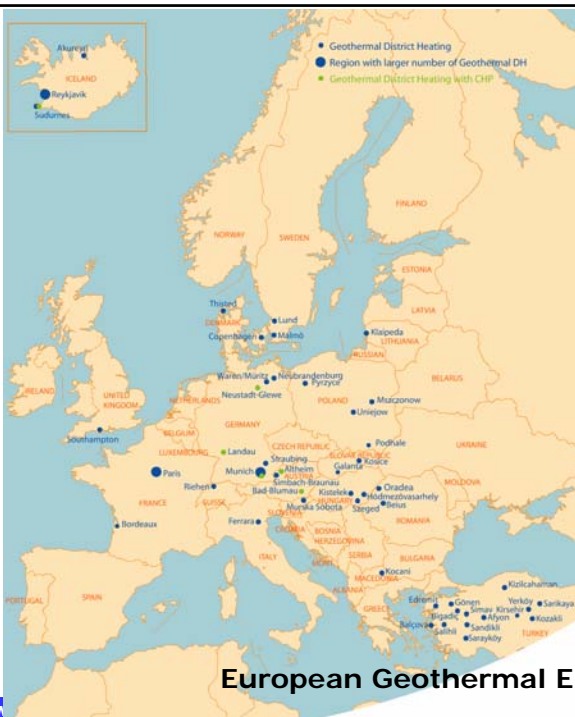 Akureyri
ICELAND
Reykjavik
Sudurnes
Geothermal District Heating
Region with larger number of Geothermal DH
Geothermal District Heating with CHP
FINLAND
NORWAY
SWEDEN
ESTONIA
LATVIA
Thisted
DENMARK
Lund
Copenhagen
Malmö
Klaipeda
LITHUANIA
RUSSIAN
BELARUS
IRELAND
UNITED
KINGDOM
NETHERLANDS
Waren/Müritz
Neubrandenburg
Pyrzyce
Neustadt-Glewe
POLAND
Mszczonow
Uniejow
Southampton
BELGIUM
GERMANY
LUXEMBOURG
Landau
CZECH REPUBLIC
Podhale
UKRAINE
Paris
Straubing
SLOVAK REPUBLIC
Kosice
Munich
Altheim
Galanta
AUSTRIA
Simbach-Braunau
Riehen
Bad-Blumau
Kistelek
Oradea
MOLDOVA
FRANCE
SUISSE
HUNGARY
Hódmezóvasarhely
Murska Sobota
Szeged
Beius
SLOVENIA
CROATIA
ROMANIA
Bordeaux
Ferrara
BOSNIA
HERZEGOVINA
SERBIA
ITALY
MONT.
BULGARIA
Kocani
MACEDONIA
ALBANIA
PORTUGAL
SPAIN
GREECE
Kizilcahaman
Edremit
Gönen
Yerköy
Sarikaya
Bigadiç
Simav
Kirsehir
Afyon
Kozakli
Balçova
Salihli
Sandikli
Sarayköy
TURKEY
European Geothermal E